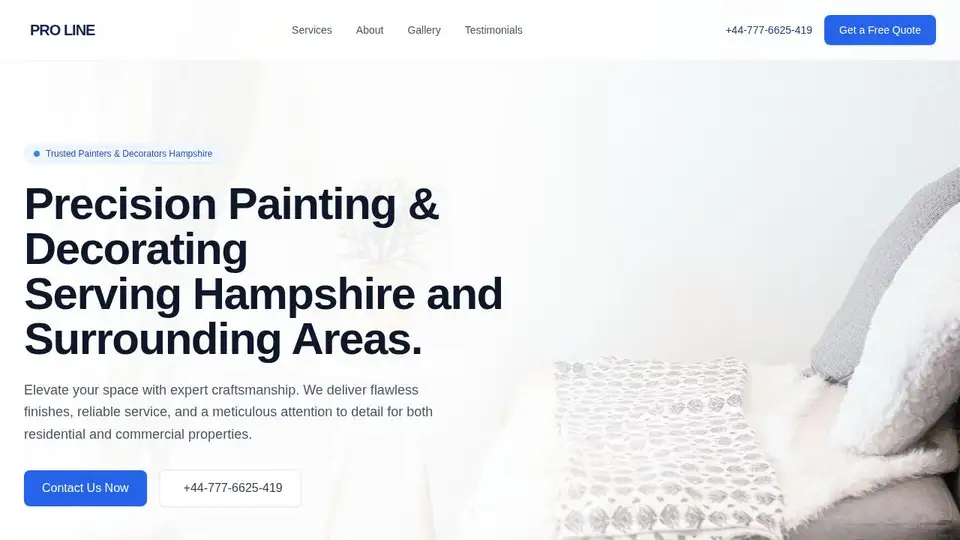 PRO LINE
Services
About
Gallery
Testimonials
+44-777-6625-419
Get a Free Quote
Trusted Painters & Decorators Hampshire
Precision Painting &
Decorating
Serving Hampshire and
Surrounding Areas.
Elevate your space with expert craftsmanship. We deliver flawless
finishes, reliable service, and a meticulous attention to detail for both
residential and commercial properties.
Contact Us Now
+44-777-6625-419